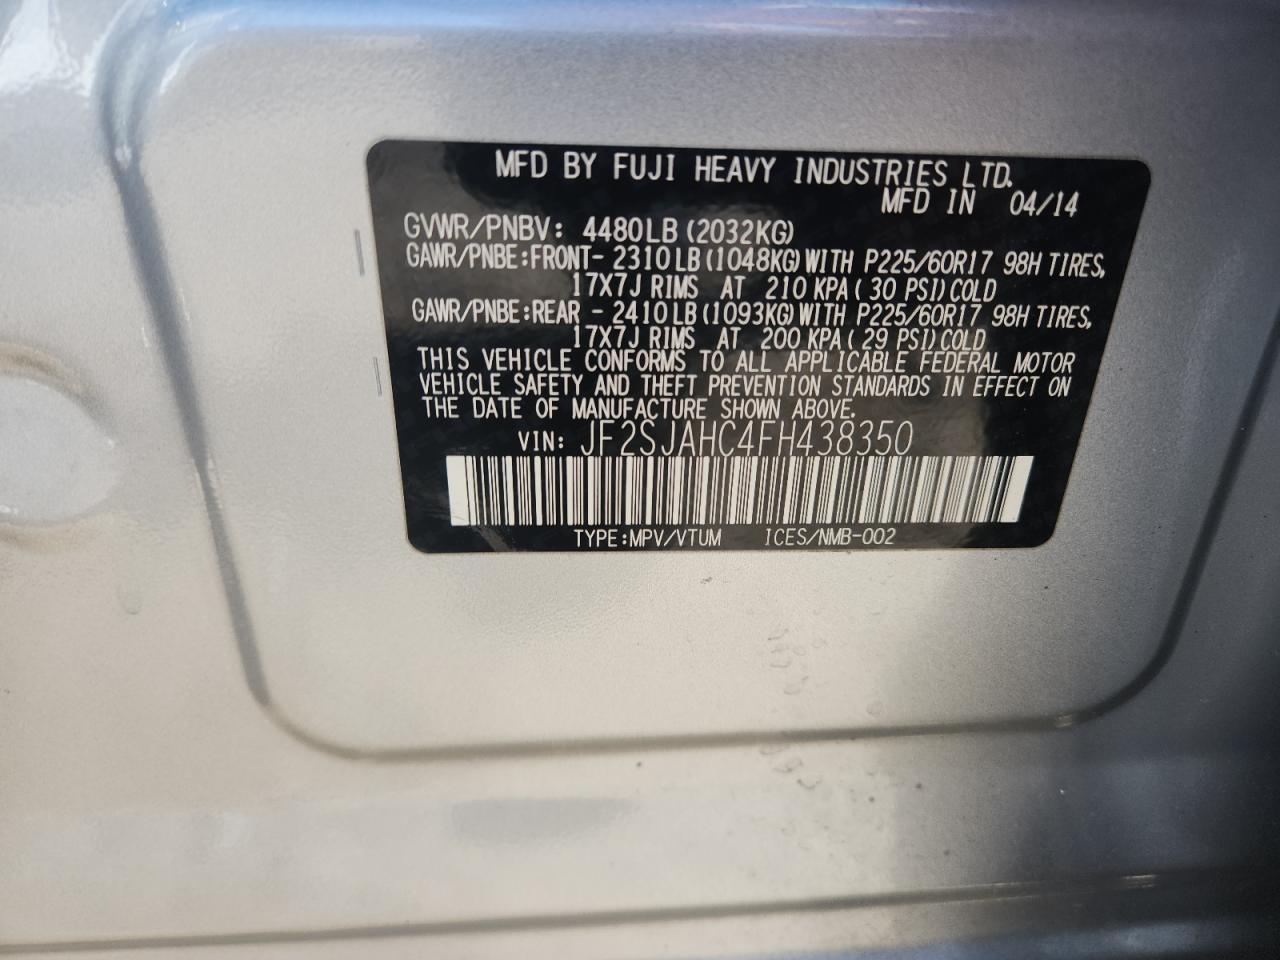 MFD BY FUJI HEAVY INDUSTRIES LTD.
MFD IN 04/14
GVWR/PNBV: 4480LB (2032KG)
GAWR/PNBE:FRONT- 2310LB(1048KG)WITH P225/60R17 98H TIRES,
17X7J RIMS AT 210 KPA( 30 PSI)COLD
GAWR/PNBE:REAR - 2410LB(1093KG)WITH P225/60R17 98H TIRES,
17X7J RIMS AT 200 KPA( 29 PSI)COLD
THIS VEHICLE CONFORMS TO ALL APPLICABLE FEDERAL MOTOR
VEHICLE SAFETY AND THEFT PREVENTION STANDARDS IN EFFECT ON
THE DATE OF MANUFACTURE SHOWN ABOVE.
VIN: JF2SJAHC4FH438350
TYPE:MPV/VTUM ICES/NMB-002